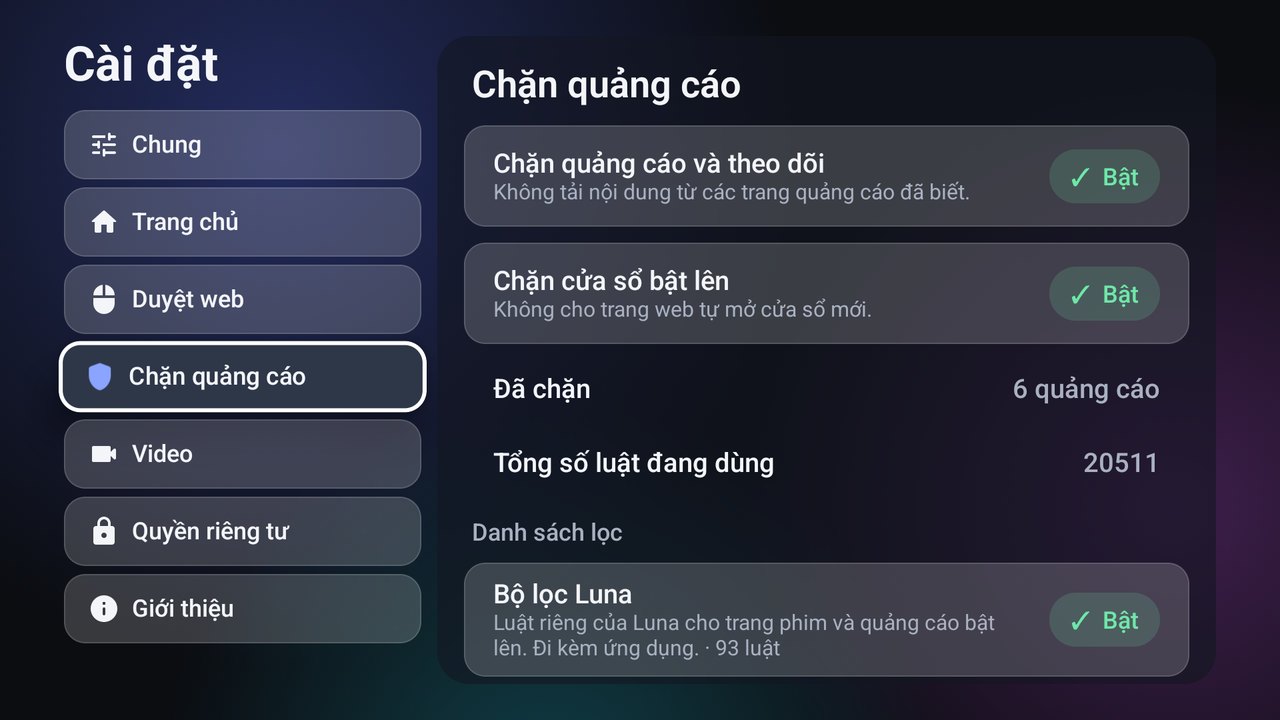 Cài đặt
Chung
Trang chủ
Duyệt web
Chặn quảng cáo
Video
Quyền riêng tư
Giới thiệu
Chặn quảng cáo
Chặn quảng cáo và theo dõi
Không tải nội dung từ các trang quảng cáo đã biết.
✓ Bật
Chặn cửa sổ bật lên
Không cho trang web tự mở cửa sổ mới.
✓ Bật
Đã chặn
6 quảng cáo
Tổng số luật đang dùng
20511
Danh sách lọc
Bộ lọc Luna
Luật riêng của Luna cho trang phim và quảng cáo bật
lên. Đi kèm ứng dụng. · 93 luật
✓ Bật